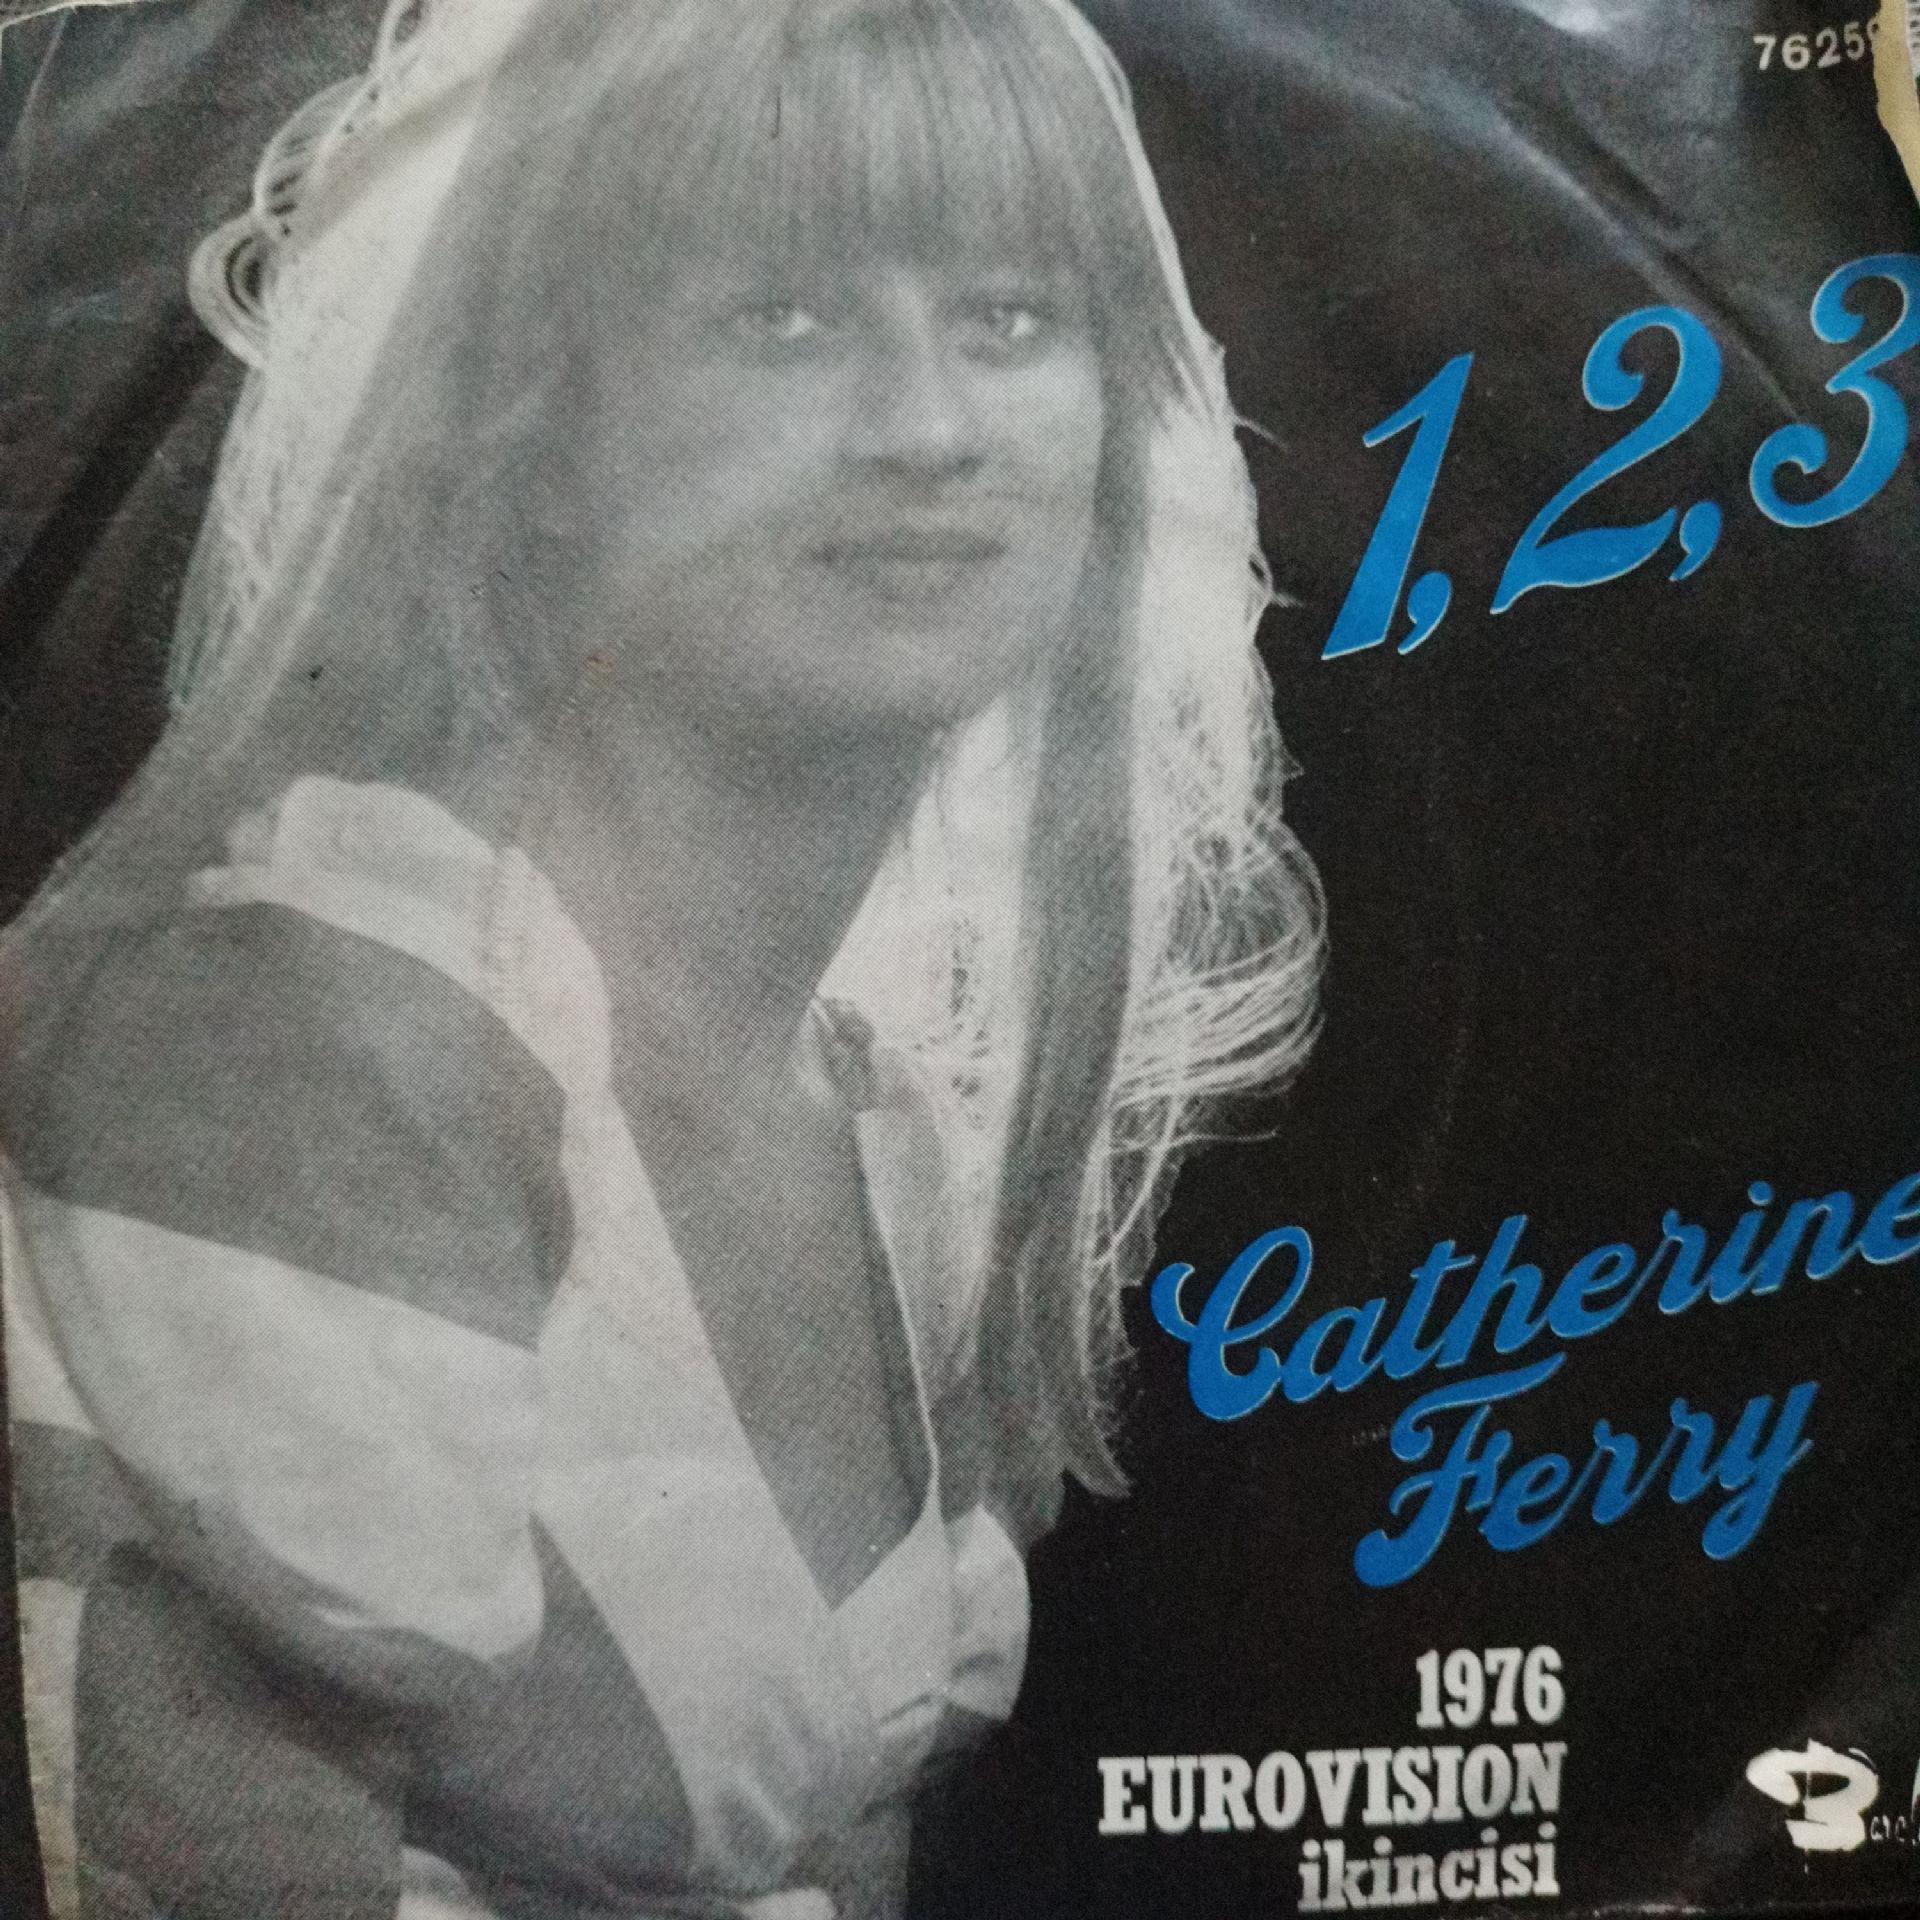 1, 2, 3
Catherine
Ferry
1976
EUROVISION
ikincisi